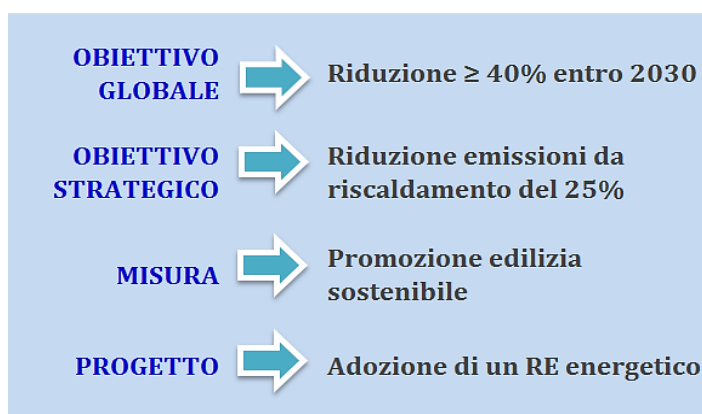 OBIETTIVO
GLOBALE
Riduzione ≥ 40% entro 2030
OBIETTIVO
STRATEGICO
Riduzione emissioni da
riscaldamento del 25%
MISURA
Promozione edilizia
sostenibile
PROGETTO
Adozione di un RE energetico